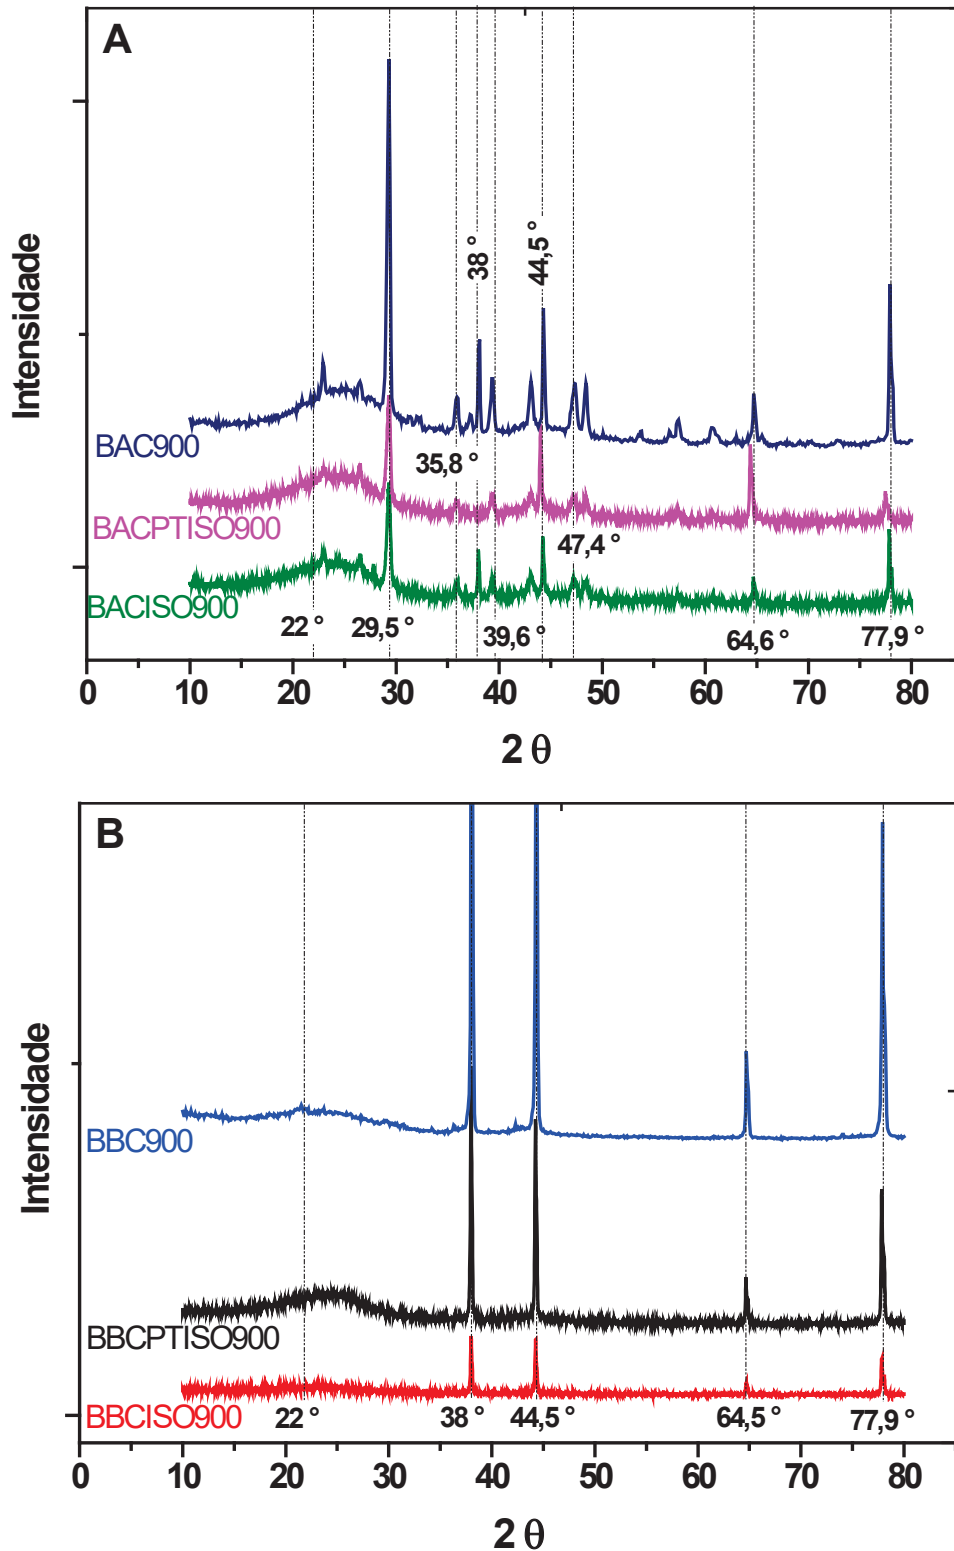 A
Intensidade
38 °
44,5 °
BAC900
35,8 °
BACPTISO900
47,4 °
BACISO900
22 °
29,5 °
39,6 °
64,6 °
77,9 °
0 10 20 30 40 50 60 70 80
2 θ
B
Intensidade
BBC900
BBCPTISO900
BBCISO900
22 °
38 °
44,5 °
64,5 °
77,9 °
0 10 20 30 40 50 60 70 80
2 θ